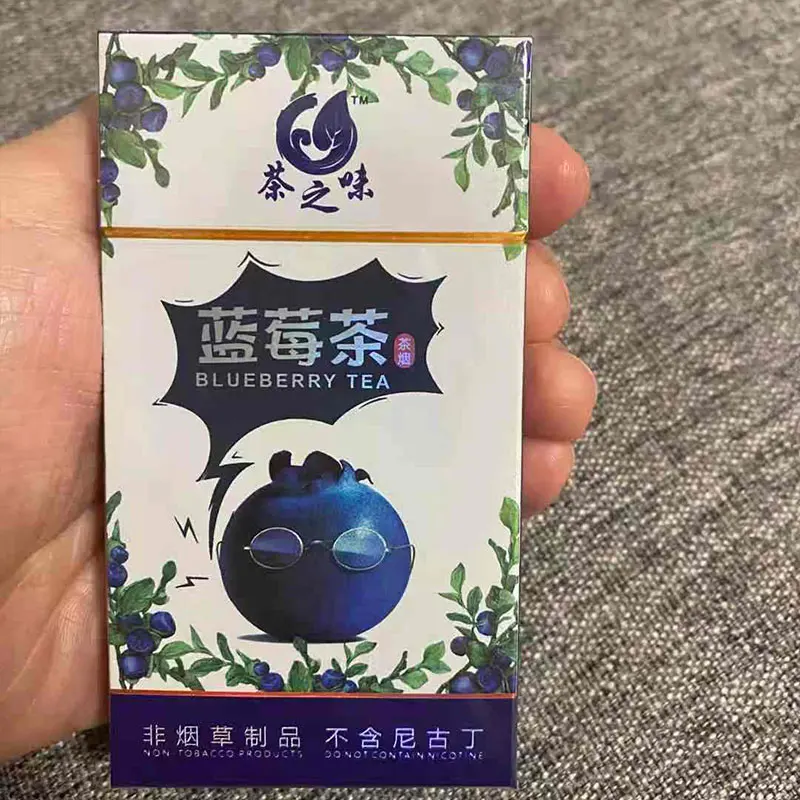 TM
茶之味
蓝莓茶
茶烟
BLUEBERRY TEA
非烟草制品 不含尼古丁
NON-TOBACCO PRODUCTS DO NOT CONTAIN NICOTINE